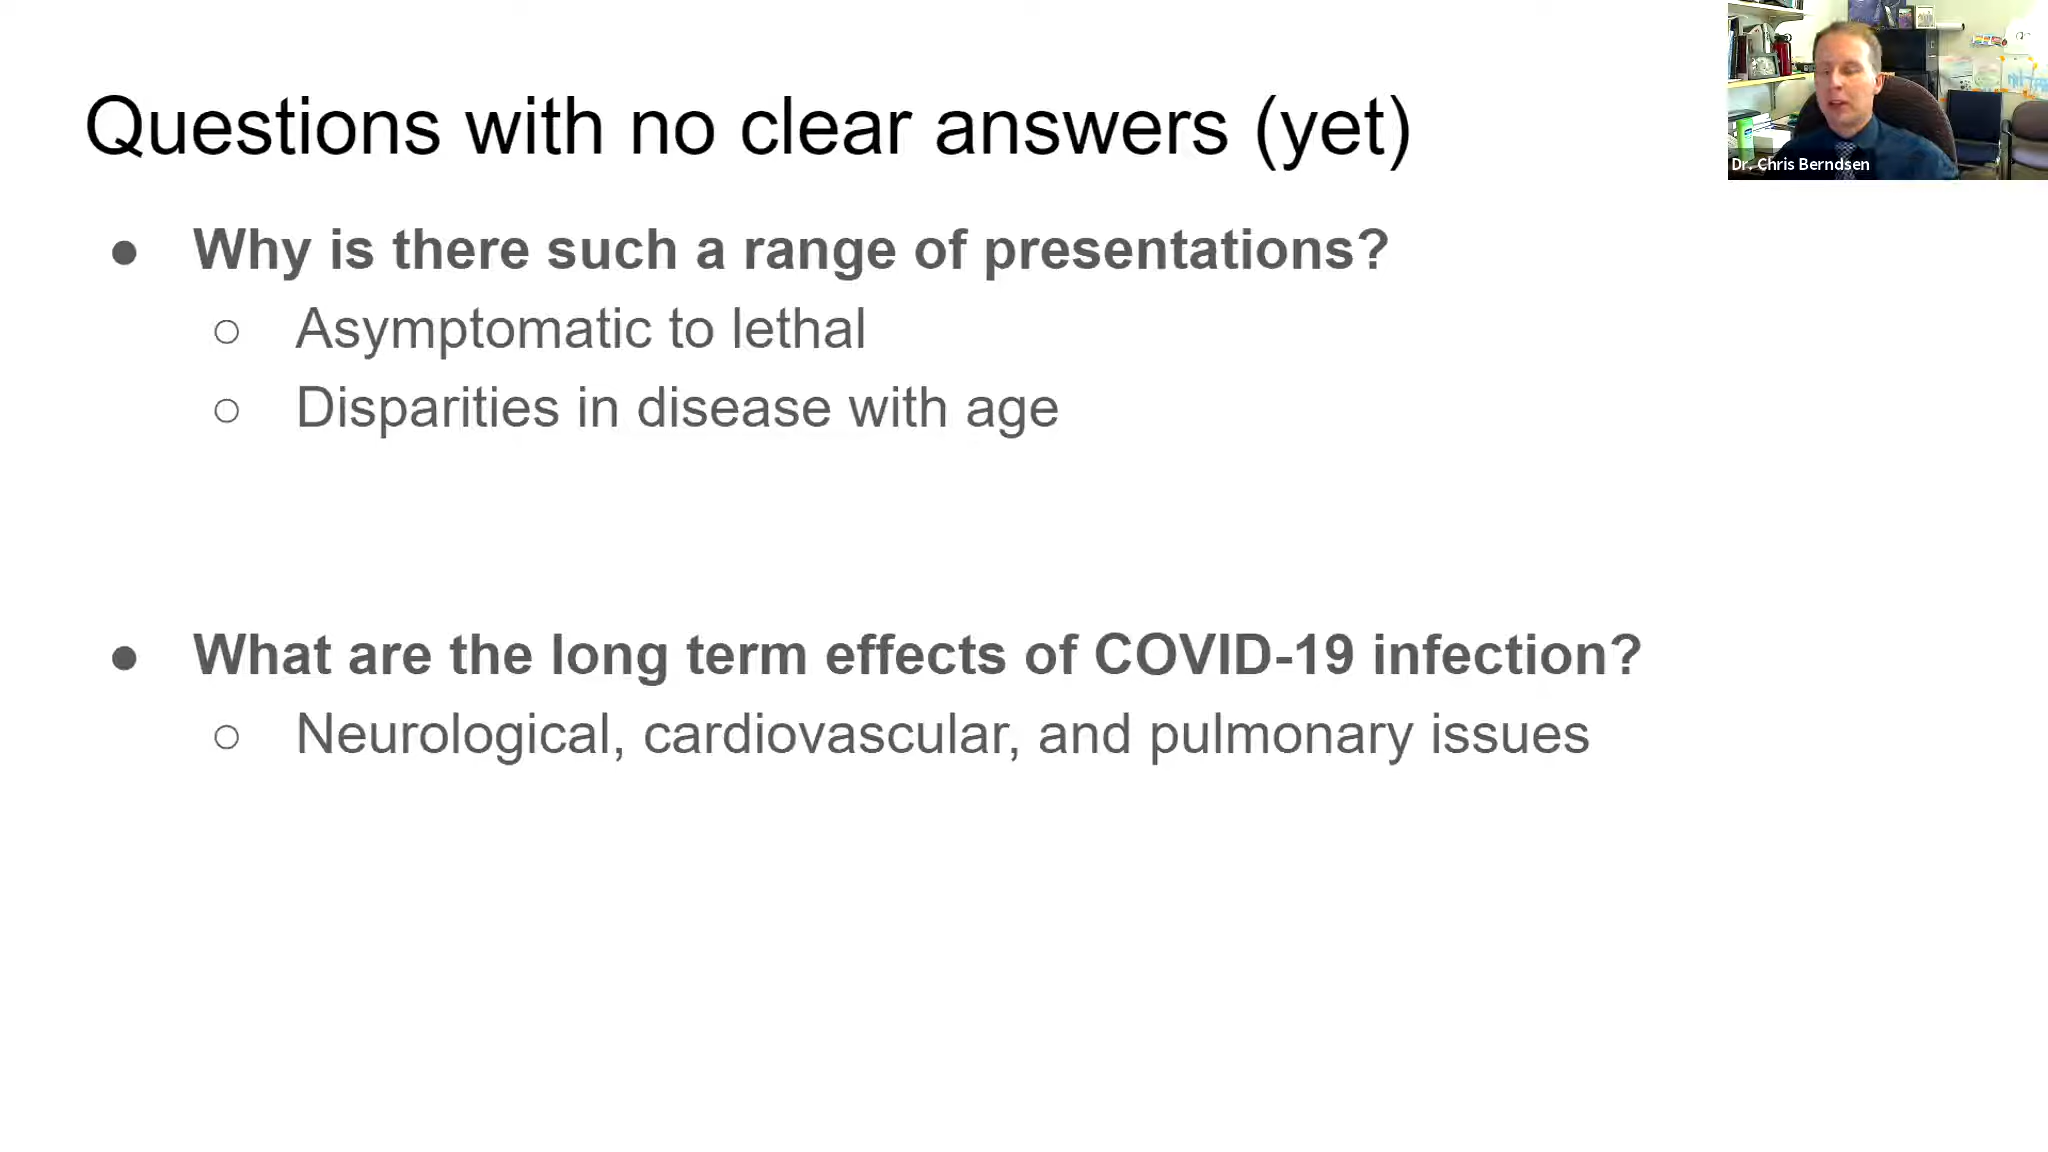 Questions with no clear answers (yet)
● Why is there such a range of presentations?
○ Asymptomatic to lethal
○ Disparities in disease with age
● What are the long term effects of COVID-19 infection?
○ Neurological, cardiovascular, and pulmonary issues
Dr. Chris Berndsen